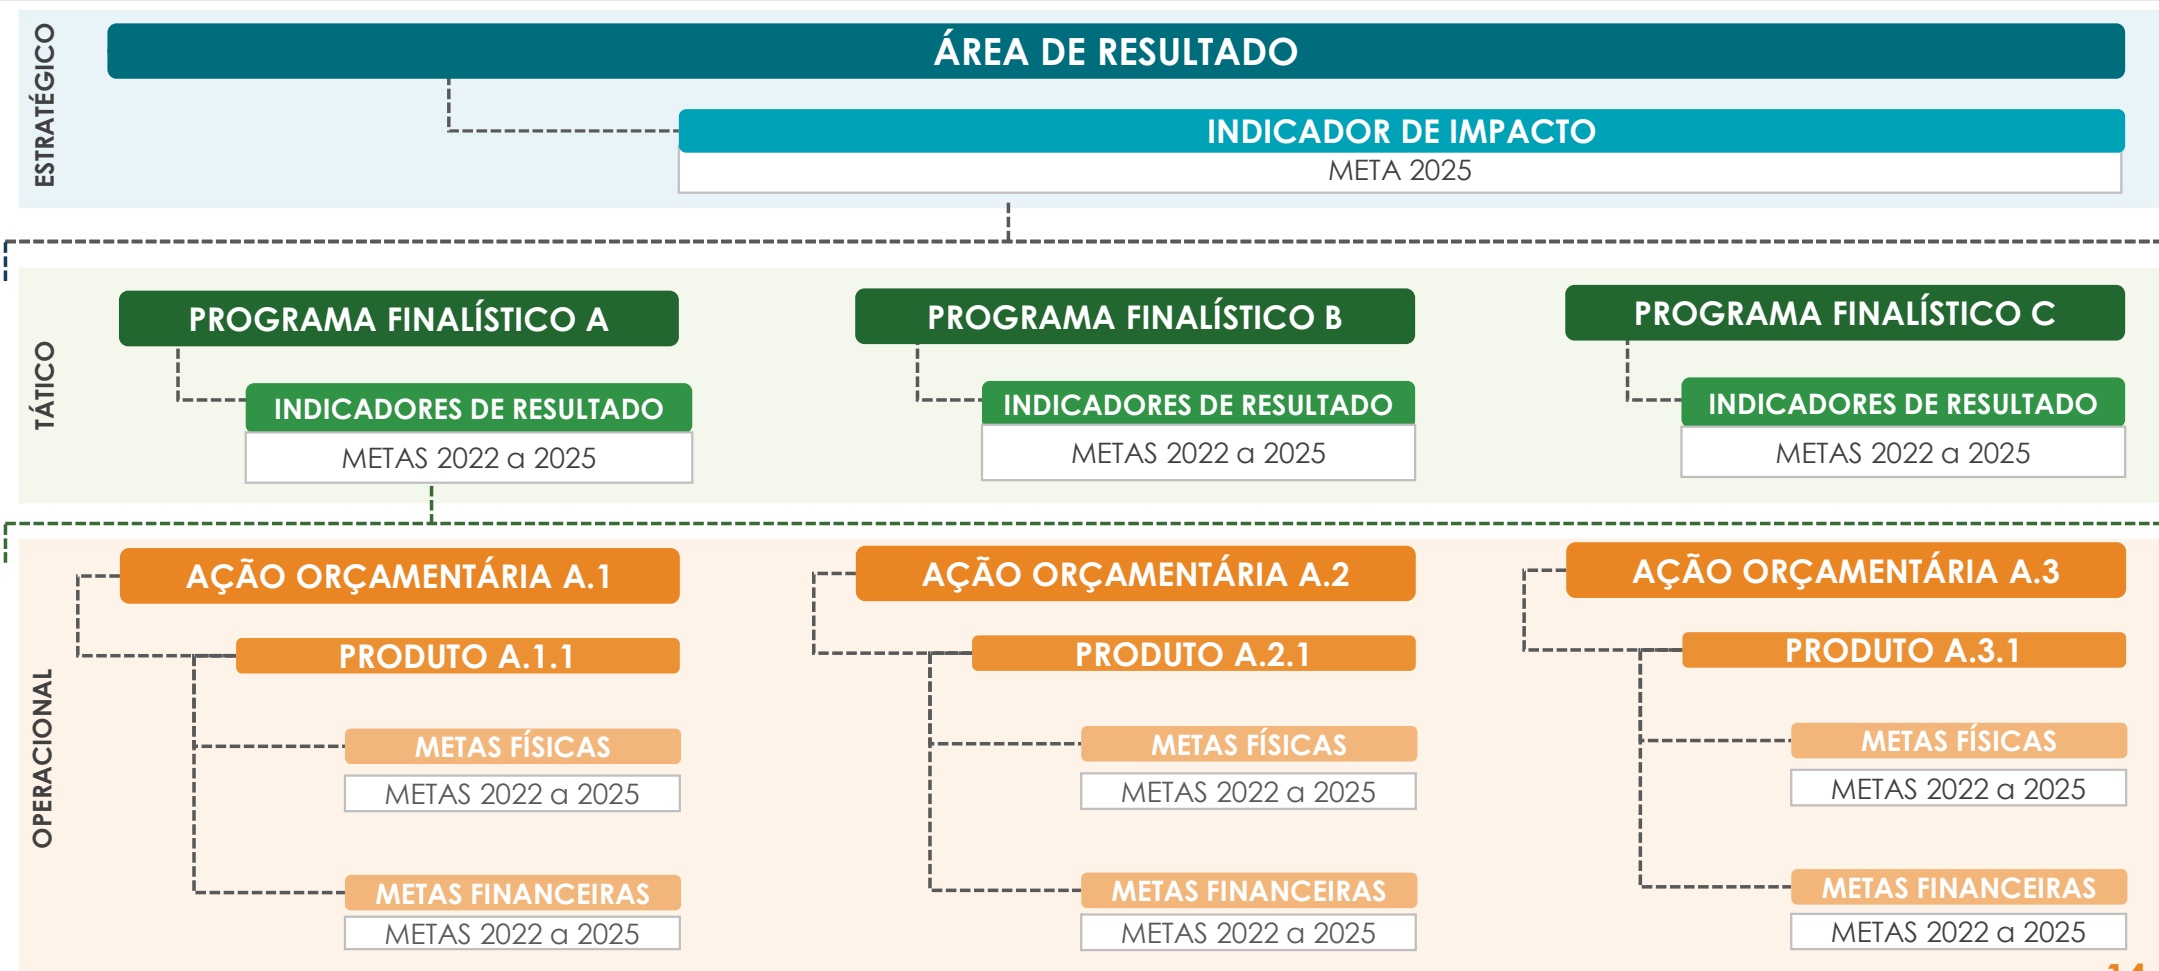 ESTRATÉGICO
ÁREA DE RESULTADO
INDICADOR DE IMPACTO
META 2025
TÁTICO
PROGRAMA FINALÍSTICO A
INDICADORES DE RESULTADO
METAS 2022 a 2025
PROGRAMA FINALÍSTICO B
INDICADORES DE RESULTADO
METAS 2022 a 2025
PROGRAMA FINALÍSTICO C
INDICADORES DE RESULTADO
METAS 2022 a 2025
OPERACIONAL
AÇÃO ORÇAMENTÁRIA A.1
PRODUTO A.1.1
METAS FÍSICAS
METAS 2022 a 2025
METAS FINANCEIRAS
METAS 2022 a 2025
AÇÃO ORÇAMENTÁRIA A.2
PRODUTO A.2.1
METAS FÍSICAS
METAS 2022 a 2025
METAS FINANCEIRAS
METAS 2022 a 2025
AÇÃO ORÇAMENTÁRIA A.3
PRODUTO A.3.1
METAS FÍSICAS
METAS 2022 a 2025
METAS FINANCEIRAS
METAS 2022 a 2025